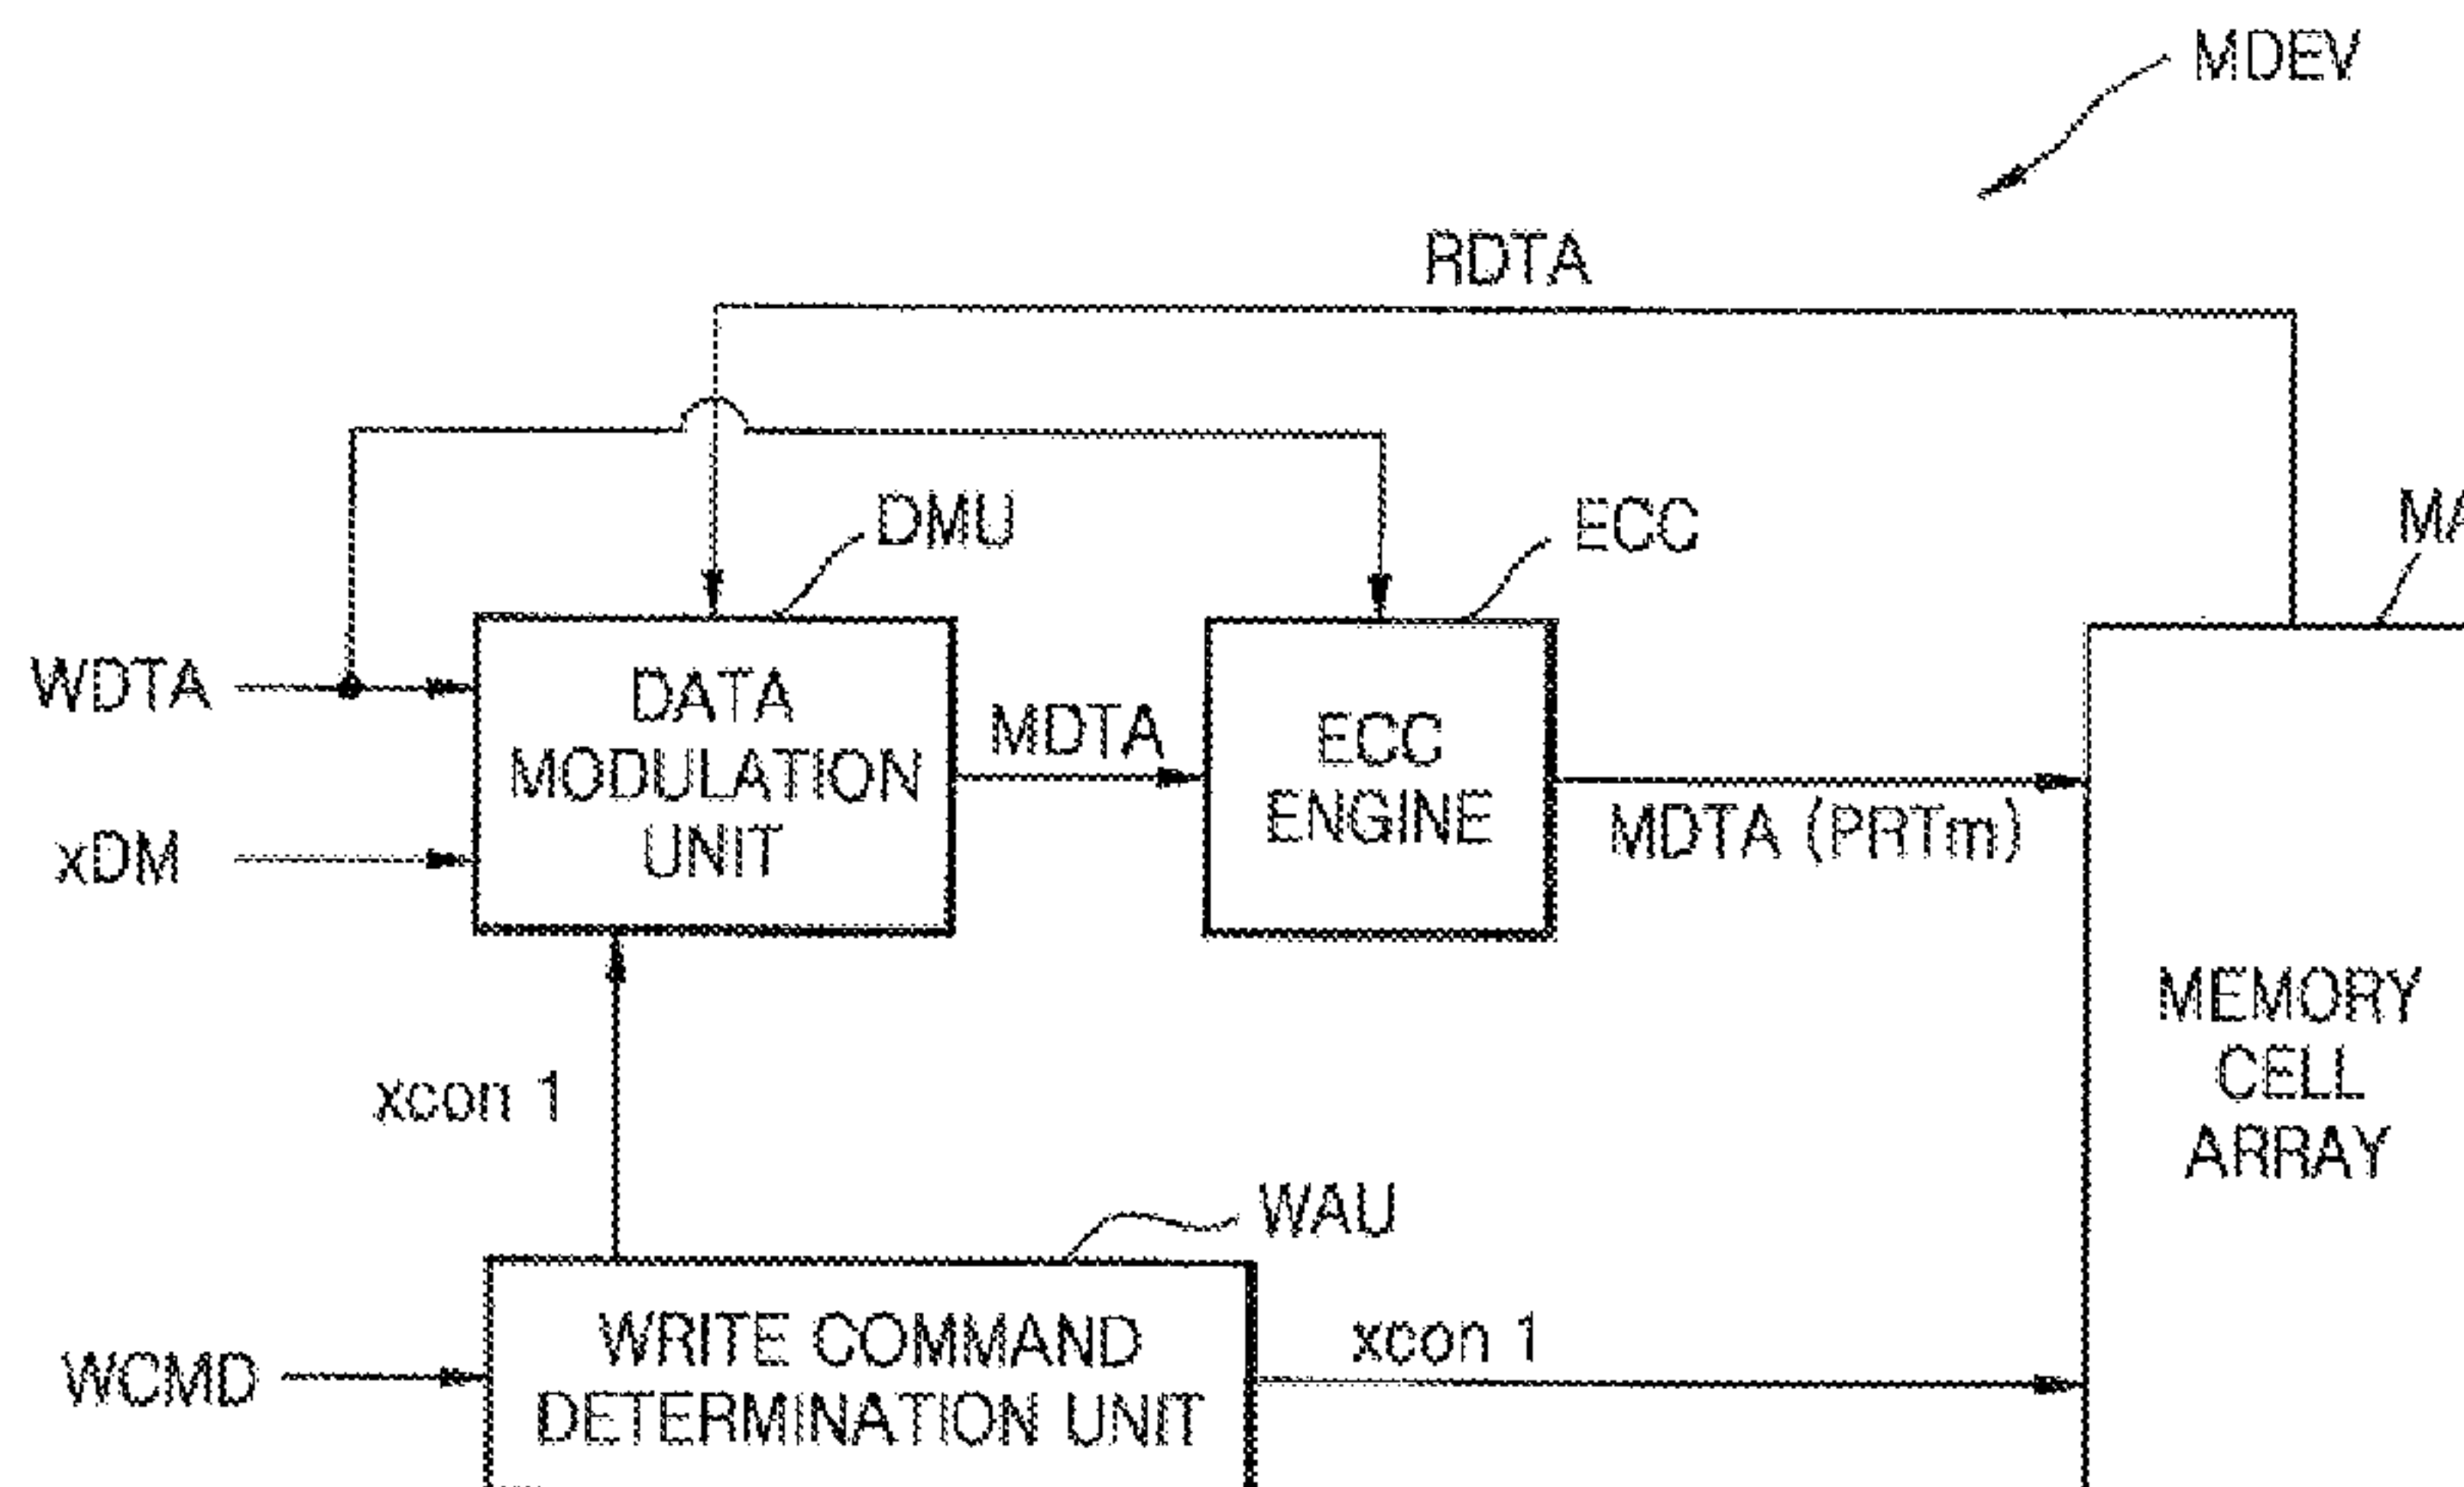 MDEV
RDTA
DMU
ECC
WDTA
DATA
MODULATION
UNIT
MDTA
ECC
ENGINE
MDTA (PRTm)
xDM
MEMORY
CELL
ARRAY
xcon 1
WAU
WCMD
WRITE COMMAND
DETERMINATION UNIT
xcon 1